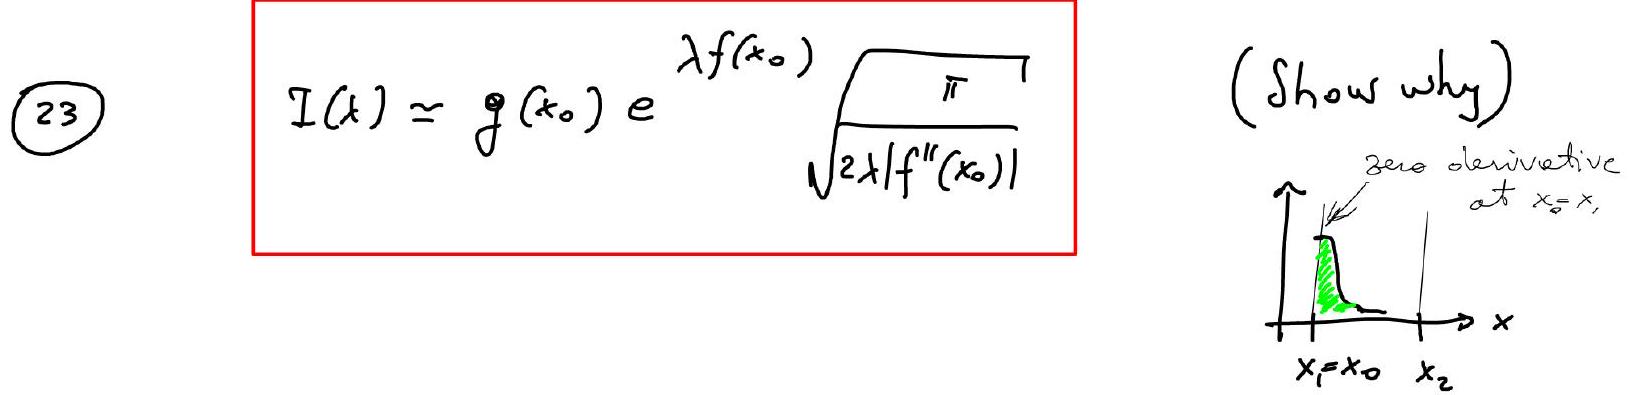 23
I(λ) ≃ g(x₀) e^{λf(x₀)} √(π / 2λ|f''(x₀)|)
(Show why)
zero derivative
at x₀=x₁
x
x₁=x₀ x₂